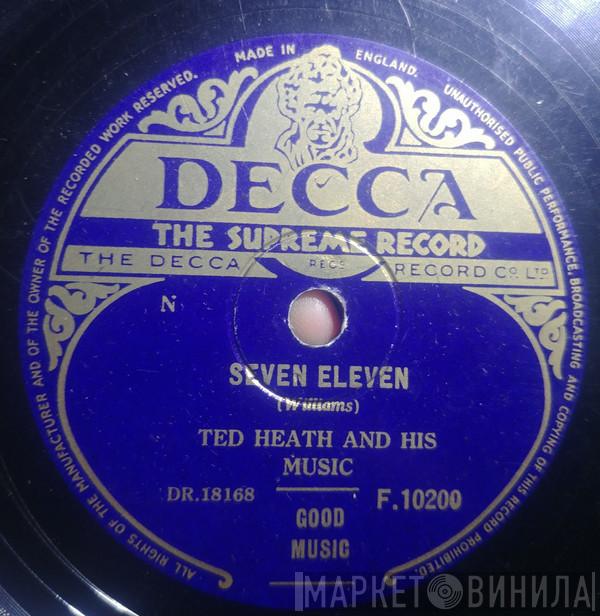 ALL RIGHTS OF THE MANUFACTURER AND OF THE OWNER OF THE RECORDED WORK RESERVED.
MADE IN ENGLAND.
UNAUTHORISED PUBLIC PERFORMANCE, BROADCASTING AND COPYING OF THIS RECORD PROHIBITED.
DECCA
THE SUPREME RECORD
THE DECCA REGD RECORD CO. LTD
N
SEVEN ELEVEN
(Williams)
TED HEATH AND HIS
MUSIC
DR.18168 F.10200
GOOD
MUSIC
МАРКЕТ ВИНИЛА